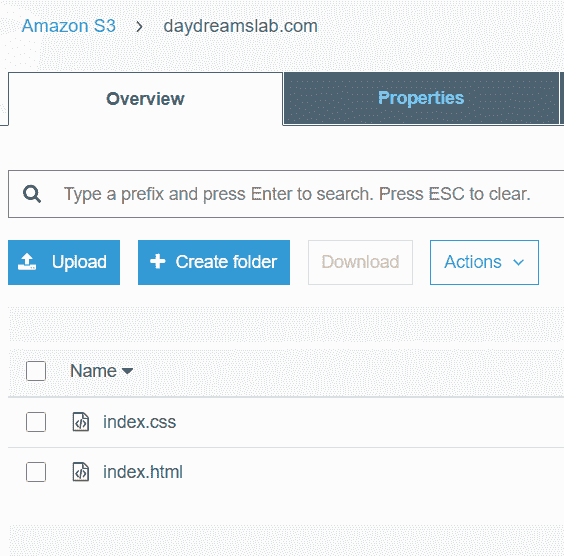 Amazon S3 > daydreamslab.com
Overview Properties
Type a prefix and press Enter to search. Press ESC to clear.
Upload Create folder Download Actions
Name
index.css
index.html